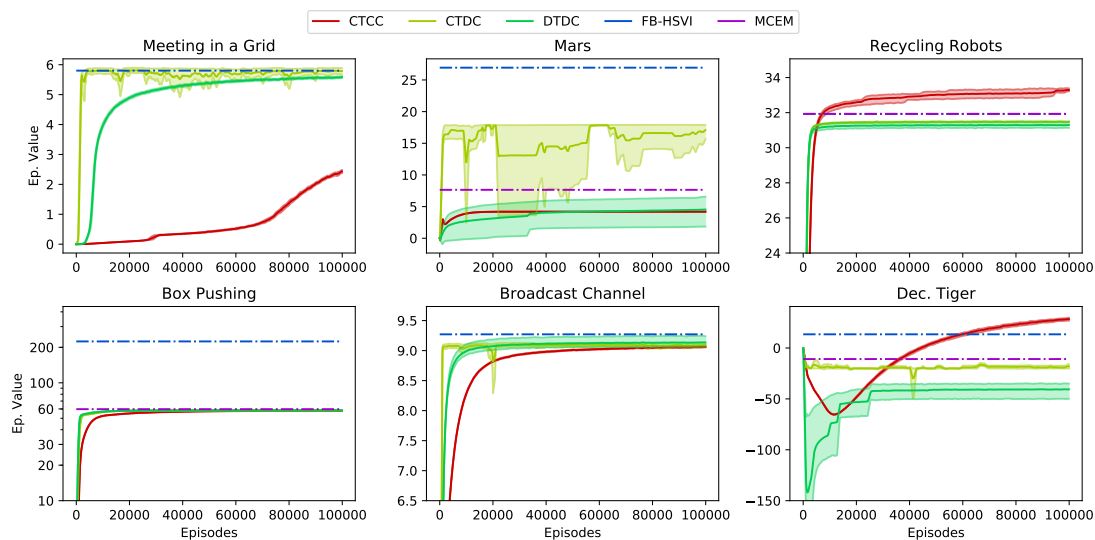 CTCC CTDC DTDC FB-HSVI MCEM
Meeting in a Grid
Ep. Value
6
5
4
3
2
1
0
0 20000 40000 60000 80000 100000
Mars
25
20
15
10
5
0
0 20000 40000 60000 80000 100000
Recycling Robots
34
32
30
28
26
24
0 20000 40000 60000 80000 100000
Box Pushing
Ep. Value
200
100
60
30
20
10
0 20000 40000 60000 80000 100000
Episodes
Broadcast Channel
9.5
9.0
8.5
8.0
7.5
7.0
6.5
0 20000 40000 60000 80000 100000
Episodes
Dec. Tiger
0
−50
−100
−150
0 20000 40000 60000 80000 100000
Episodes